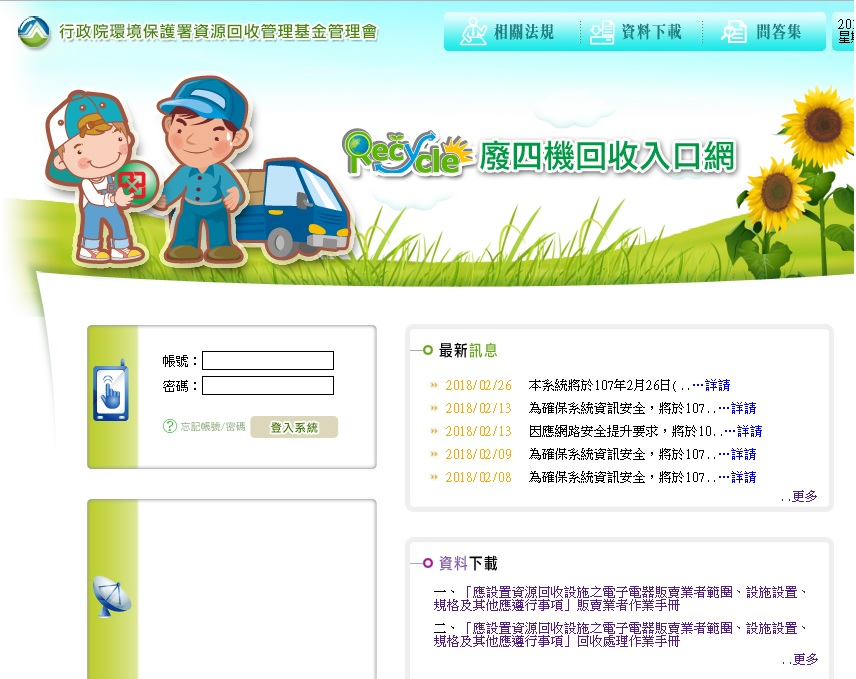 行政院環境保護署資源回收管理基金管理會
相關法規
資料下載
問答集
Recycle 廢四機回收入口網
帳號：
密碼：
忘記帳號/密碼 登入系統
最新訊息
2018/02/26 本系統將於107年2月26日(‥…詳請
2018/02/13 為確保系統資訊安全，將於107‥…詳請
2018/02/13 因應網路安全提升要求，將於10‥…詳請
2018/02/09 為確保系統資訊安全，將於107‥…詳請
2018/02/08 為確保系統資訊安全，將於107‥…詳請
‥更多
資料下載
一、「應設置資源回收設施之電子電器販賣業者範圍、設施設置、
規格及其他應遵行事項」販賣業者作業手冊
二、「應設置資源回收設施之電子電器販賣業者範圍、設施設置、
規格及其他應遵行事項」回收處理作業手冊
‥更多